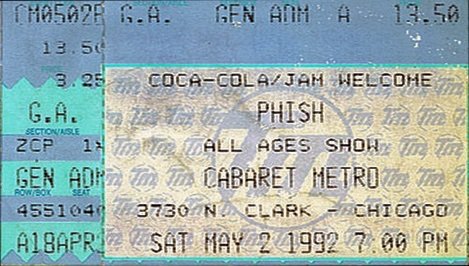 CM0502E G.A. GEN ADM A 13.50
13.50
3.25 COCA-COLA/JAM WELCOME
G.A. PHISH
SECTION/AISLE
ZCP 1X ALL AGES SHOW
GEN ADM CABARET METRO
ROW/BOX SEAT
4551040 3730 N. CLARK - CHICAGO
A18APR SAT MAY 2 1992 7:00 PM